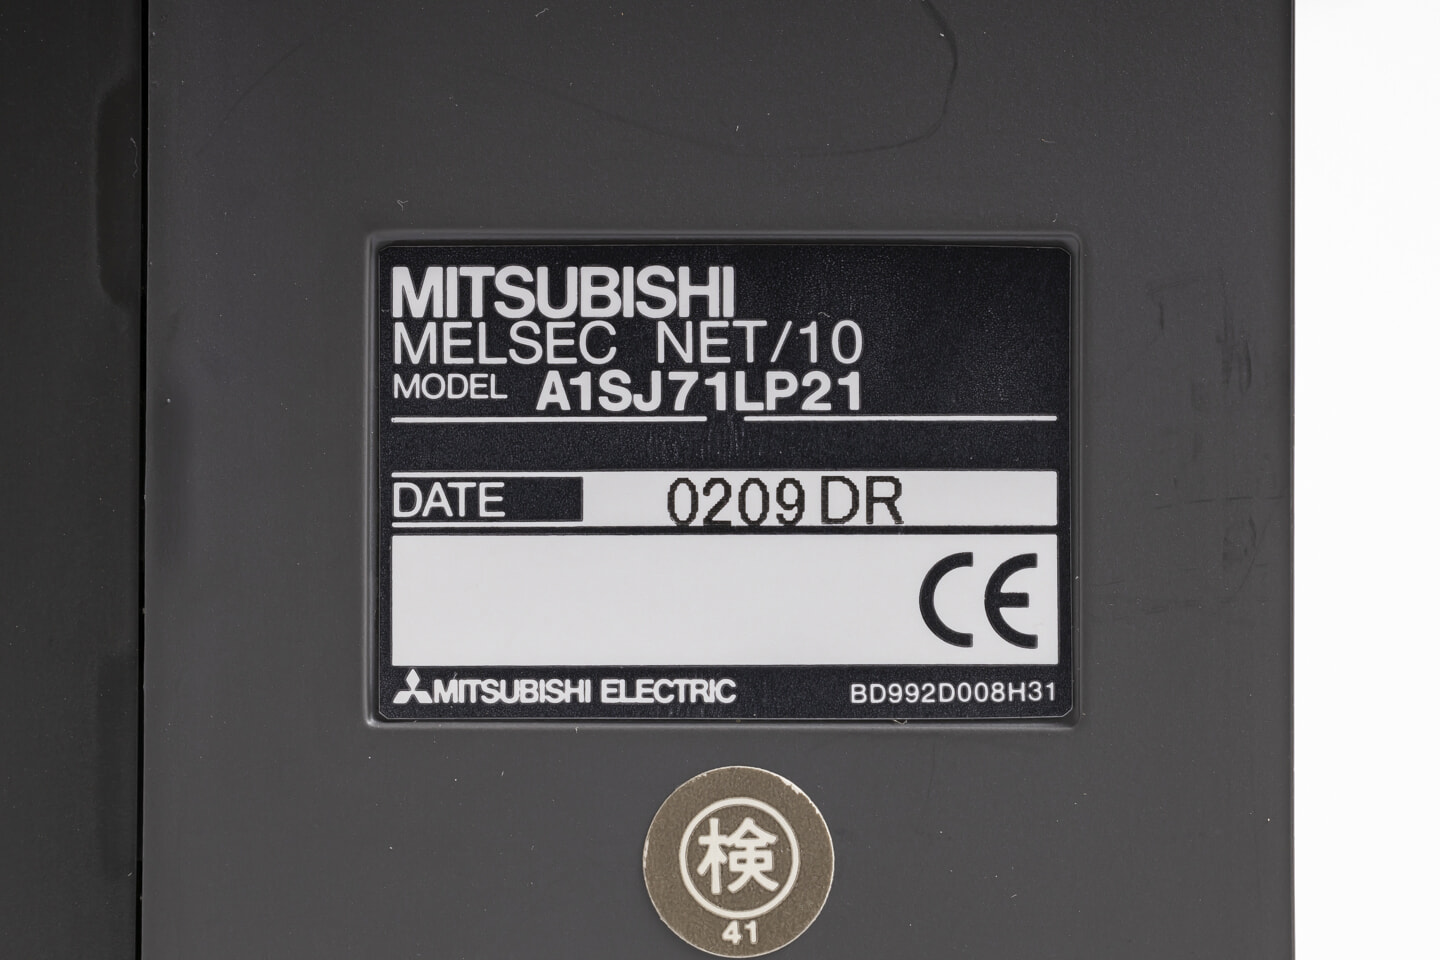 MITSUBISHI
MELSEC NET/10
MODEL A1SJ71LP21
DATE 0209 DR
CE
MITSUBISHI ELECTRIC BD992D008H31
検
41